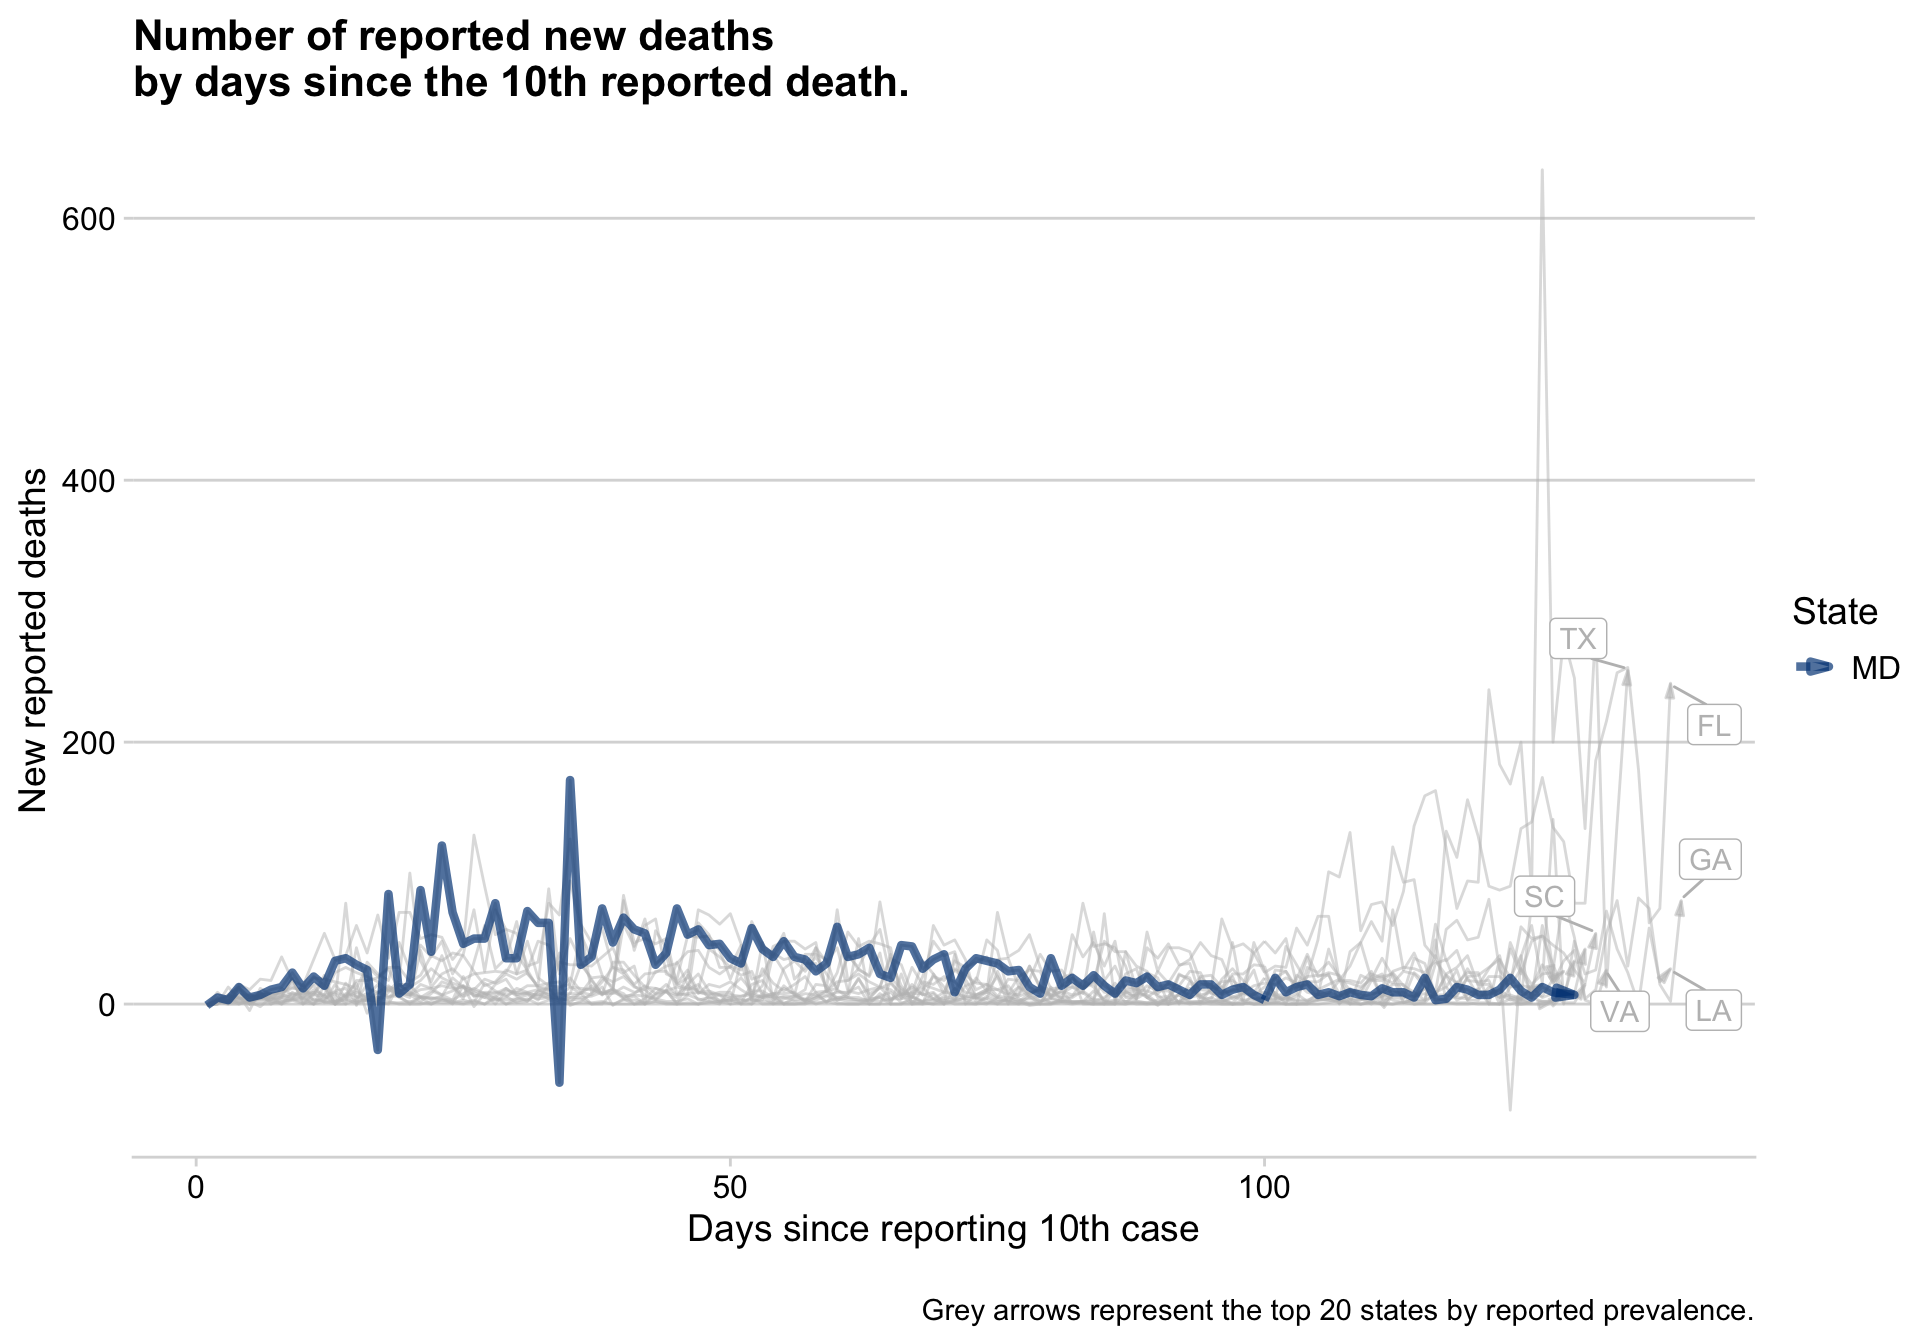 Number of reported new deaths
by days since the 10th reported death.
New reported deaths
600
400
200
0
TX
FL
GA
SC
VA
LA
State
MD
0
50
100
Days since reporting 10th case
Grey arrows represent the top 20 states by reported prevalence.